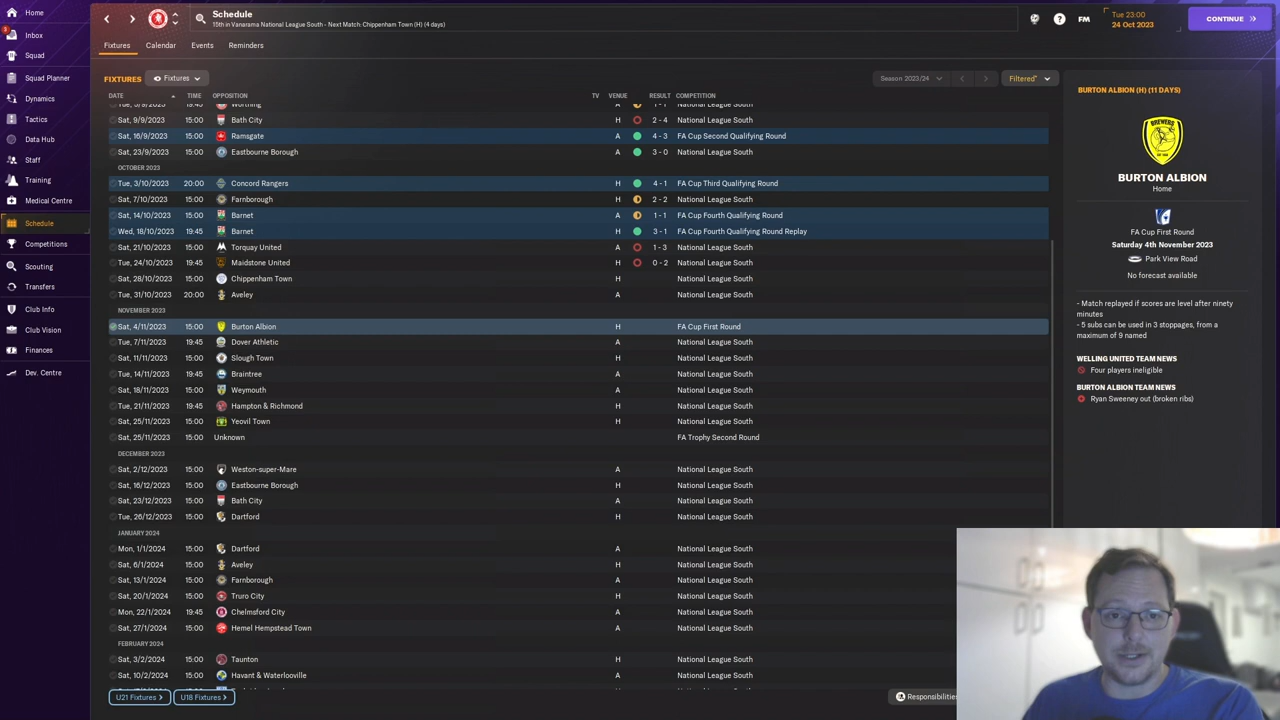 Home
3
Inbox
Squad
Squad Planner
Dynamics
Tactics
Data Hub
Staff
Training
Medical Centre
Schedule
Competitions
Scouting
Transfers
Club Info
Club Vision
Finances
Dev. Centre
Schedule
15th in Vanarama National League South - Next Match: Chippenham Town (H) (4 days)
FM
Tue 23:00
24 Oct 2023
CONTINUE
Fixtures Calendar Events Reminders
FIXTURES Fixtures Season 2023/24 Filtered*
DATE TIME OPPOSITION TV VENUE RESULT COMPETITION
Tue, 5/9/2023 19:45 Worthing A 1 - 1 National League South
Sat, 9/9/2023 15:00 Bath City H 2 - 4 National League South
Sat, 16/9/2023 15:00 Ramsgate A 4 - 3 FA Cup Second Qualifying Round
Sat, 23/9/2023 15:00 Eastbourne Borough A 3 - 0 National League South
OCTOBER 2023
Tue, 3/10/2023 20:00 Concord Rangers H 4 - 1 FA Cup Third Qualifying Round
Sat, 7/10/2023 15:00 Farnborough H 2 - 2 National League South
Sat, 14/10/2023 15:00 Barnet A 1 - 1 FA Cup Fourth Qualifying Round
Wed, 18/10/2023 19:45 Barnet H 3 - 1 FA Cup Fourth Qualifying Round Replay
Sat, 21/10/2023 15:00 Torquay United A 1 - 3 National League South
Tue, 24/10/2023 19:45 Maidstone United H 0 - 2 National League South
Sat, 28/10/2023 15:00 Chippenham Town H National League South
Tue, 31/10/2023 20:00 Aveley A National League South
NOVEMBER 2023
Sat, 4/11/2023 15:00 Burton Albion H FA Cup First Round
Tue, 7/11/2023 19:45 Dover Athletic A National League South
Sat, 11/11/2023 15:00 Slough Town H National League South
Tue, 14/11/2023 19:45 Braintree A National League South
Sat, 18/11/2023 15:00 Weymouth A National League South
Tue, 21/11/2023 19:45 Hampton & Richmond H National League South
Sat, 25/11/2023 15:00 Yeovil Town H National League South
Sat, 25/11/2023 15:00 Unknown FA Trophy Second Round
DECEMBER 2023
Sat, 2/12/2023 15:00 Weston-super-Mare A National League South
Sat, 16/12/2023 15:00 Eastbourne Borough H National League South
Sat, 23/12/2023 15:00 Bath City A National League South
Tue, 26/12/2023 15:00 Dartford H National League South
JANUARY 2024
Mon, 1/1/2024 15:00 Dartford A National League South
Sat, 6/1/2024 15:00 Aveley H National League South
Sat, 13/1/2024 15:00 Farnborough A National League South
Sat, 20/1/2024 15:00 Truro City H National League South
Mon, 22/1/2024 19:45 Chelmsford City A National League South
Sat, 27/1/2024 15:00 Hemel Hempstead Town A National League South
FEBRUARY 2024
Sat, 3/2/2024 15:00 Taunton H National League South
Sat, 10/2/2024 15:00 Havant & Waterlooville A National League South
U21 Fixtures U18 Fixtures Responsibilities
BURTON ALBION (H) (11 DAYS)
BREWERS
BURTON ALBION
Home
FA Cup First Round
Saturday 4th November 2023
Park View Road
No forecast available
- Match replayed if scores are level after ninety
minutes
- 5 subs can be used in 3 stoppages, from a
maximum of 9 named
WELLING UNITED TEAM NEWS
Four players ineligible
BURTON ALBION TEAM NEWS
Ryan Sweeney out (broken ribs)